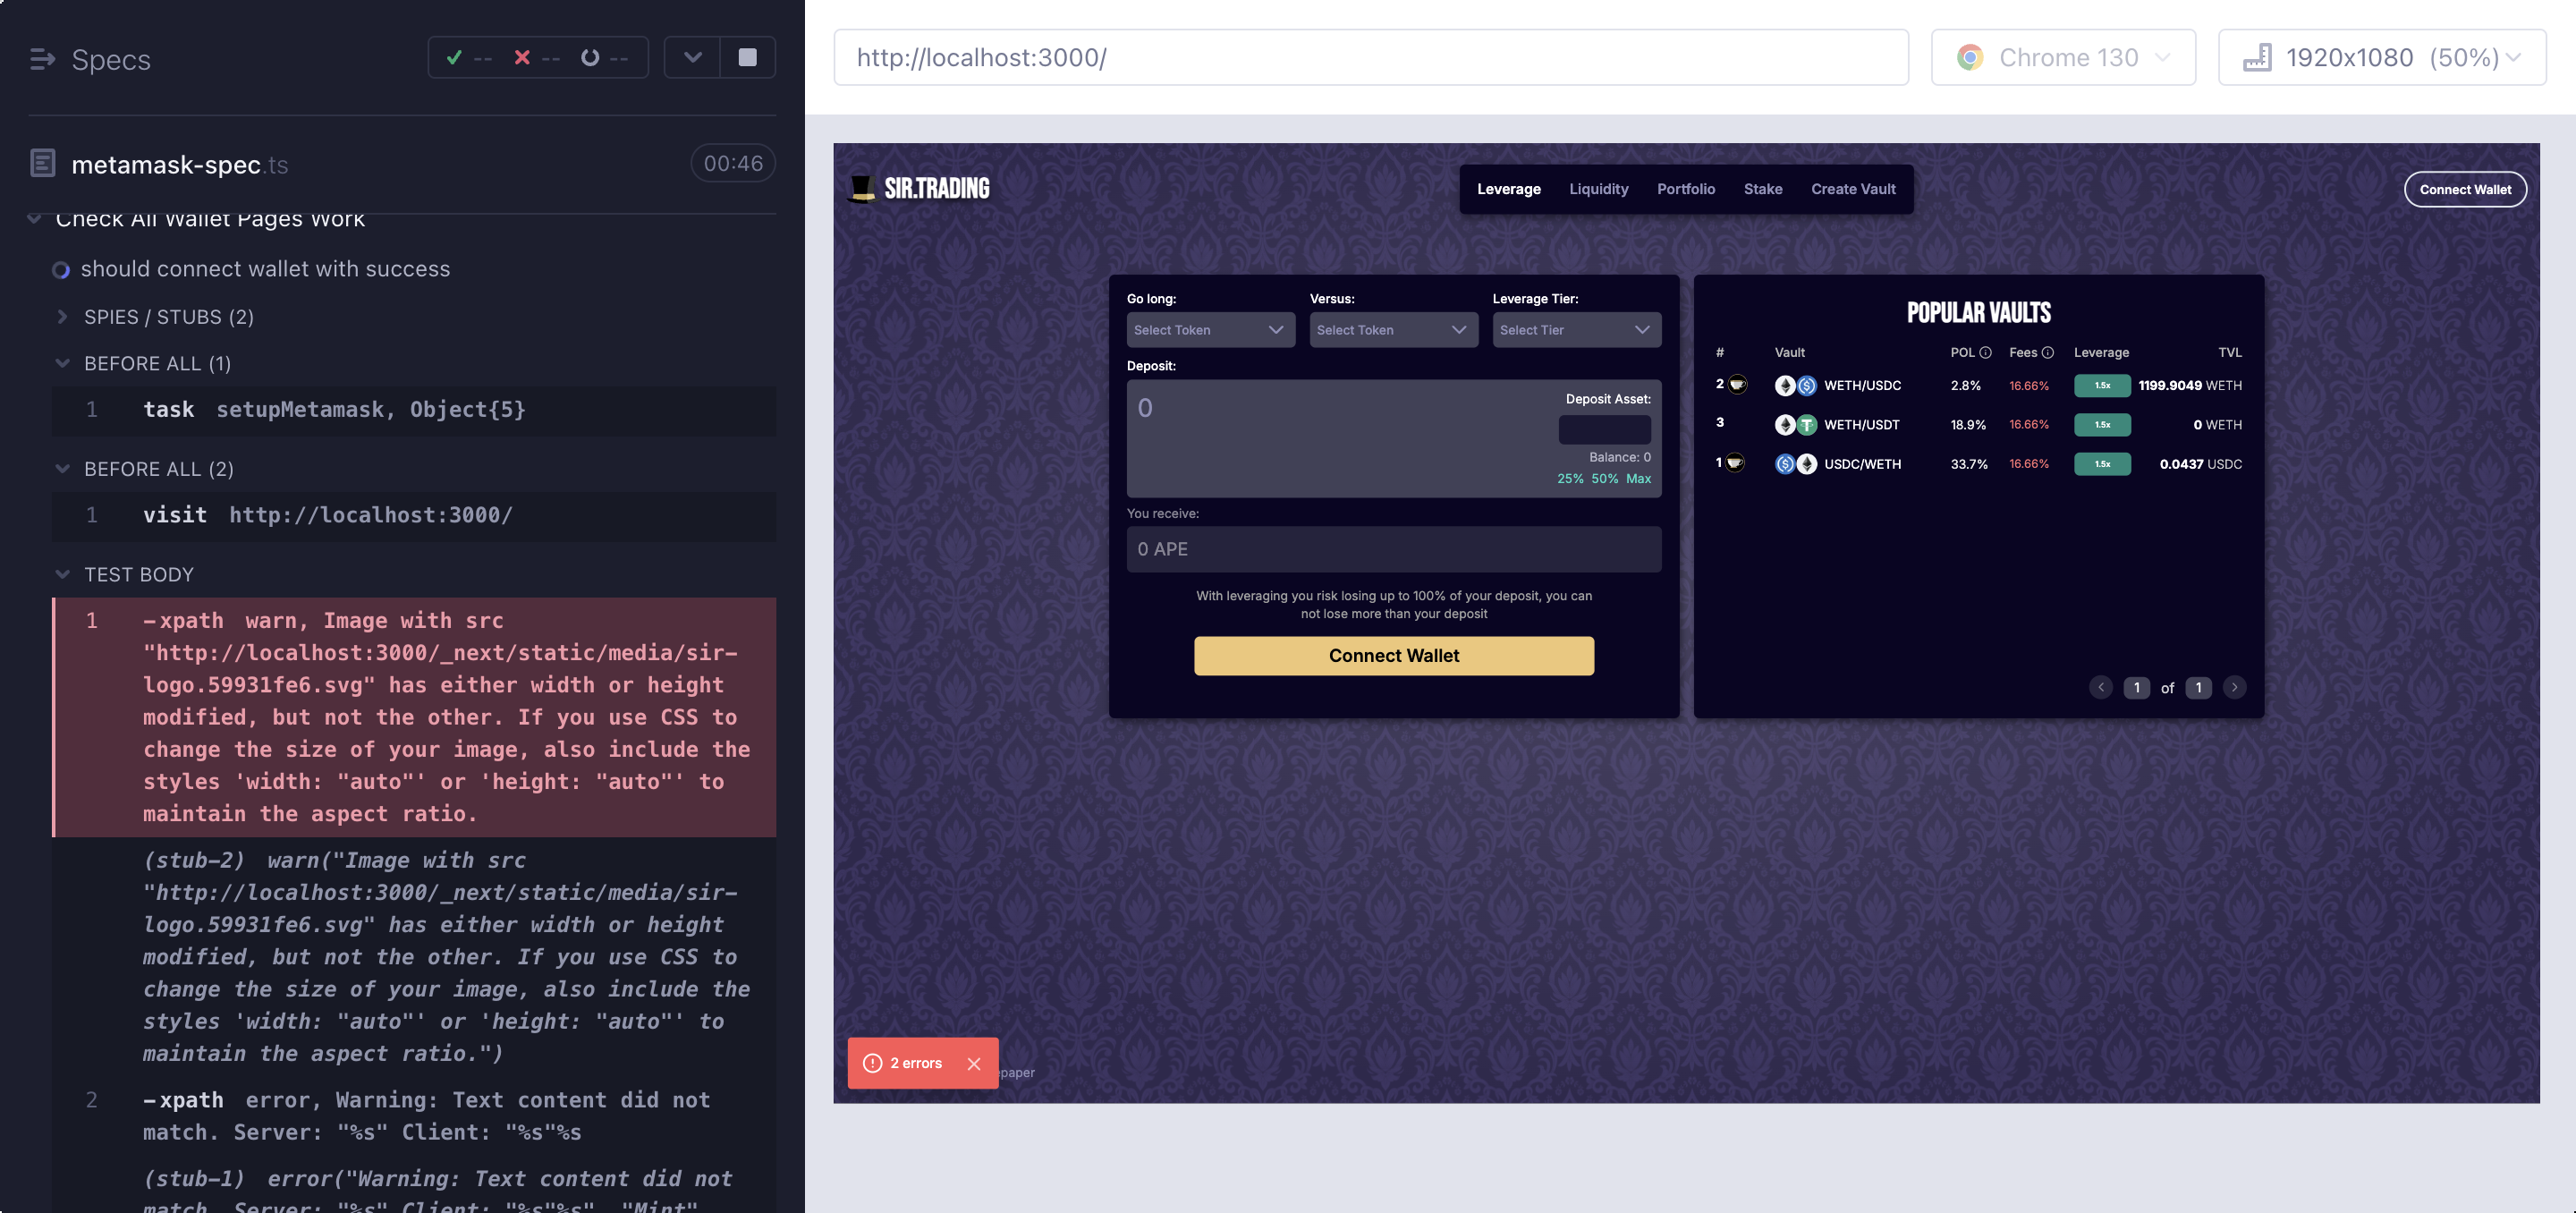 Specs
-- -- --
metamask-spec.ts
00:46
Check All Wallet Pages Work
should connect wallet with success
SPIES / STUBS (2)
BEFORE ALL (1)
1 task setupMetamask, Object{5}
BEFORE ALL (2)
1 visit http://localhost:3000/
TEST BODY
1 -xpath warn, Image with src
"http://localhost:3000/_next/static/media/sir-
logo.59931fe6.svg" has either width or height
modified, but not the other. If you use CSS to
change the size of your image, also include the
styles 'width: "auto"' or 'height: "auto"' to
maintain the aspect ratio.
(stub-2) warn("Image with src
"http://localhost:3000/_next/static/media/sir-
logo.59931fe6.svg" has either width or height
modified, but not the other. If you use CSS to
change the size of your image, also include the
styles 'width: "auto"' or 'height: "auto"' to
maintain the aspect ratio.")
2 -xpath error, Warning: Text content did not
match. Server: "%s" Client: "%s"%s
(stub-1) error("Warning: Text content did not
match. Server: "%s" Client: "%s"%s", "Mint"
http://localhost:3000/
Chrome 130
1920x1080 (50%)
SIR.TRADING
Leverage Liquidity Portfolio Stake Create Vault
Connect Wallet
Go long: Versus: Leverage Tier:
Select Token Select Token Select Tier
Deposit:
0
Deposit Asset:
Balance: 0
25% 50% Max
You receive:
0 APE
With leveraging you risk losing up to 100% of your deposit, you can
not lose more than your deposit
Connect Wallet
POPULAR VAULTS
# Vault POL Fees Leverage TVL
2 WETH/USDC 2.8% 16.66% 1.5x 1199.9049 WETH
3 WETH/USDT 18.9% 16.66% 1.5x 0 WETH
1 USDC/WETH 33.7% 16.66% 1.5x 0.0437 USDC
1 of 1
2 errors
epaper